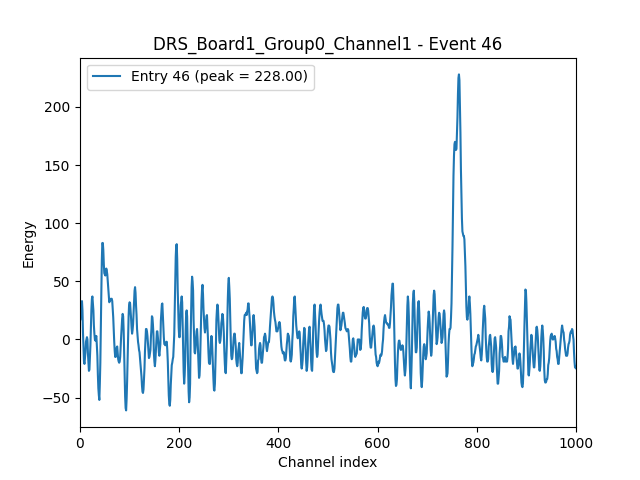 DRS_Board1_Group0_Channel1 - Event 46
Entry 46 (peak = 228.00)
Energy
200
150
100
50
0
−50
0 200 400 600 800 1000
Channel index